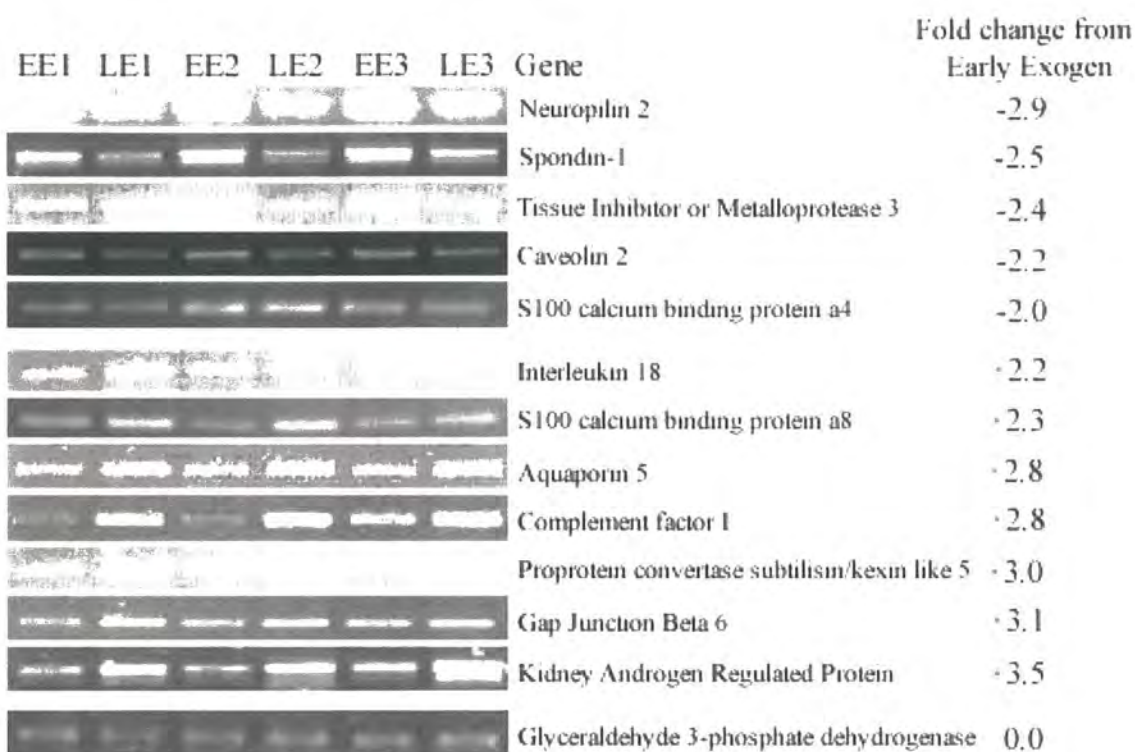 Fold change from
EE1 LE1 EE2 LE2 EE3 LE3 Gene Early Exogen
Neuropilin 2 -2.9
Spondin-1 -2.5
Tissue Inhibitor or Metalloprotease 3 -2.4
Caveolin 2 -2.2
S100 calcium binding protein a4 -2.0
Interleukin 18 +2.2
S100 calcium binding protein a8 +2.3
Aquaporin 5 +2.8
Complement factor I +2.8
Proprotein convertase subtilisin/kexin like 5 +3.0
Gap Junction Beta 6 +3.1
Kidney Androgen Regulated Protein +3.5
Glyceraldehyde 3-phosphate dehydrogenase 0.0